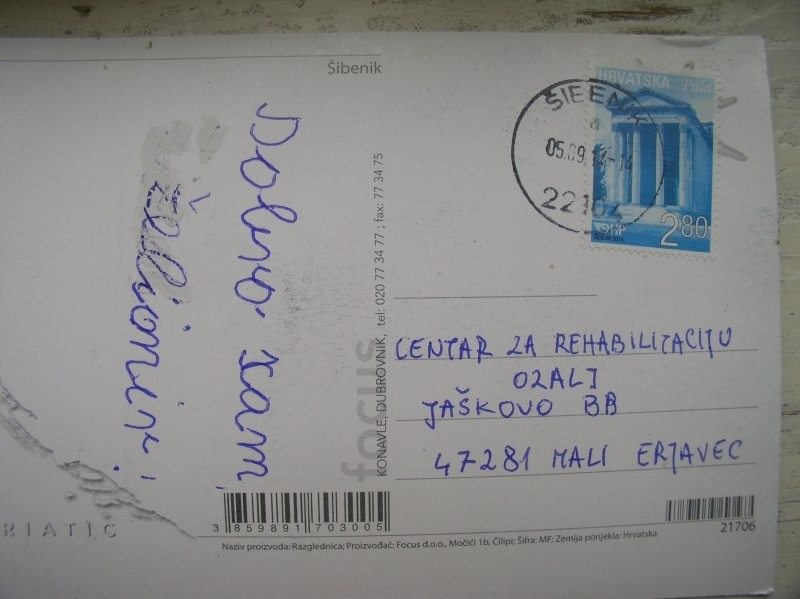 Šibenik
HRVATSKA Pula
2,80
ŠIBENIK
a
05.09.14-14
22104
Dobro sam
KONAVLE, DUBROVNIK, tel: 020 77 34 77 ; fax: 77 34 75
focus
CENTAR ZA REHABILITACIJU
OZALJ
JAŠKOVO BB
47281 MALI ERJAVEC
3 859891 703005
21706
Naziv proizvoda: Razglednica; Proizvođač: Focus d.o.o., Močići 1b, Čilipi; Šifra: MF; Zemlja porijekla: Hrvatska
RIATIC